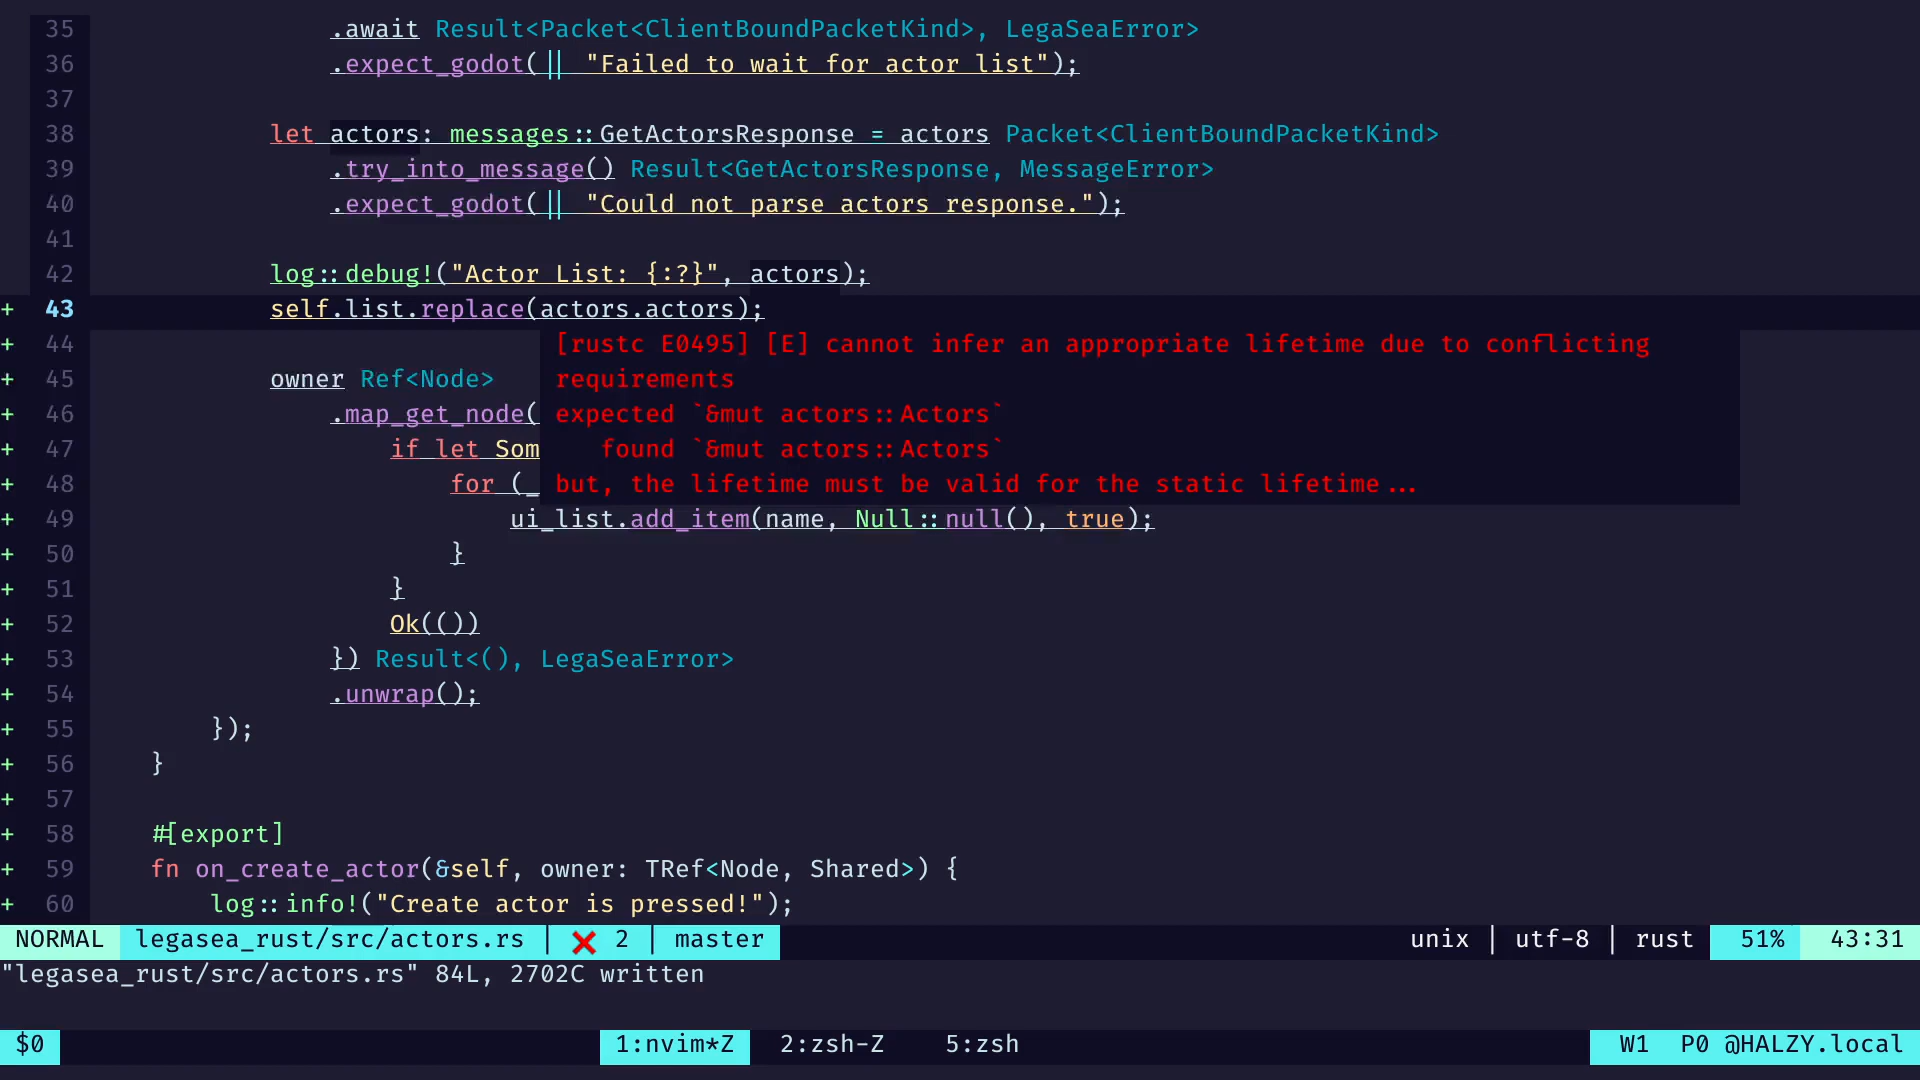 35 .await Result<Packet<ClientBoundPacketKind>, LegaSeaError>
36 .expect_godot(|| "Failed to wait for actor list");
37
38 let actors: messages::GetActorsResponse = actors Packet<ClientBoundPacketKind>
39 .try_into_message() Result<GetActorsResponse, MessageError>
40 .expect_godot(|| "Could not parse actors response.");
41
42 log::debug!("Actor List: {:?}", actors);
+ 43 self.list.replace(actors.actors);
+ 44 [rustc E0495] [E] cannot infer an appropriate lifetime due to conflicting
+ 45 owner Ref<Node> requirements
+ 46 .map_get_node( expected `&mut actors::Actors`
+ 47 if let Som found `&mut actors::Actors`
+ 48 for (_ but, the lifetime must be valid for the static lifetime...
+ 49 ui_list.add_item(name, Null::null(), true);
+ 50 }
+ 51 }
+ 52 Ok(())
+ 53 }) Result<(), LegaSeaError>
+ 54 .unwrap();
+ 55 });
+ 56 }
+ 57
+ 58 #[export]
+ 59 fn on_create_actor(&self, owner: TRef<Node, Shared>) {
+ 60 log::info!("Create actor is pressed!");
NORMAL legasea_rust/src/actors.rs | ❌ 2 | master unix | utf-8 | rust 51% 43:31
"legasea_rust/src/actors.rs" 84L, 2702C written
$0 1:nvim*Z 2:zsh-Z 5:zsh W1 P0 @HALZY.local